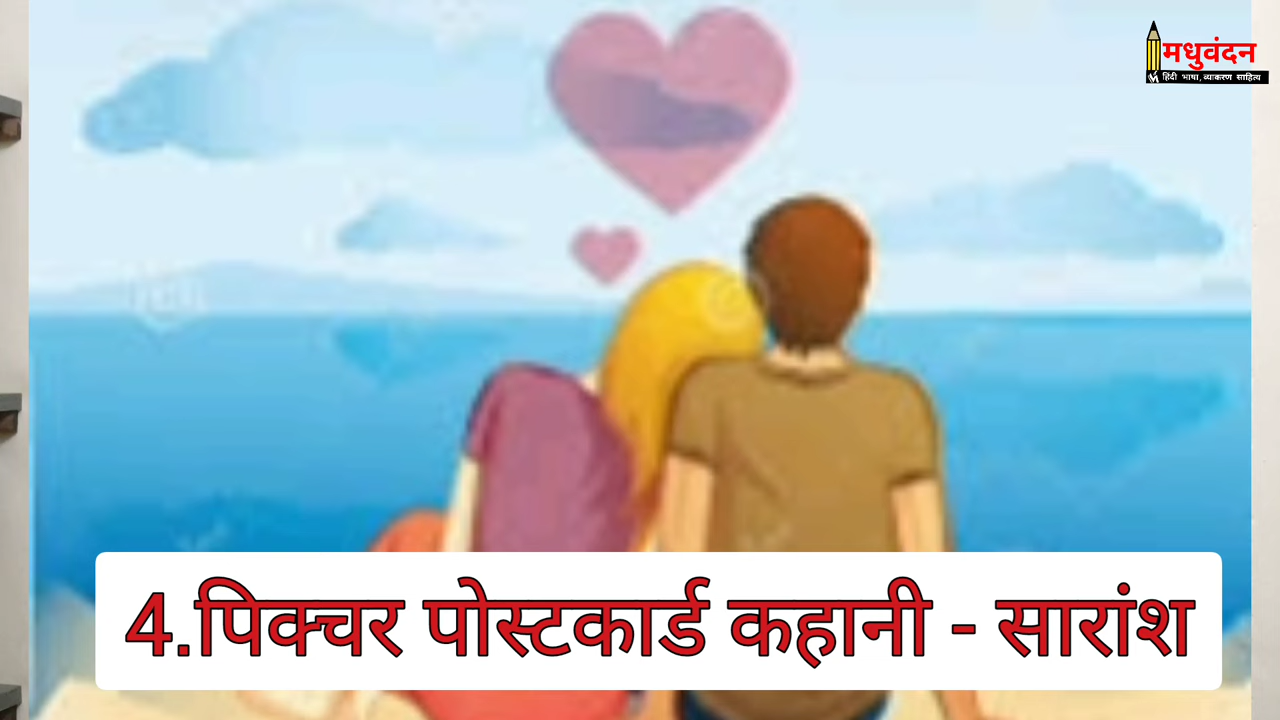 मधुवंदन
हिंदी भाषा, व्याकरण साहित्य
4.पिक्चर पोस्टकार्ड कहानी - सारांश